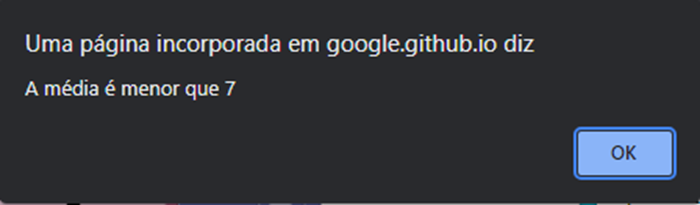 Uma página incorporada em google.github.io diz
A média é menor que 7
OK